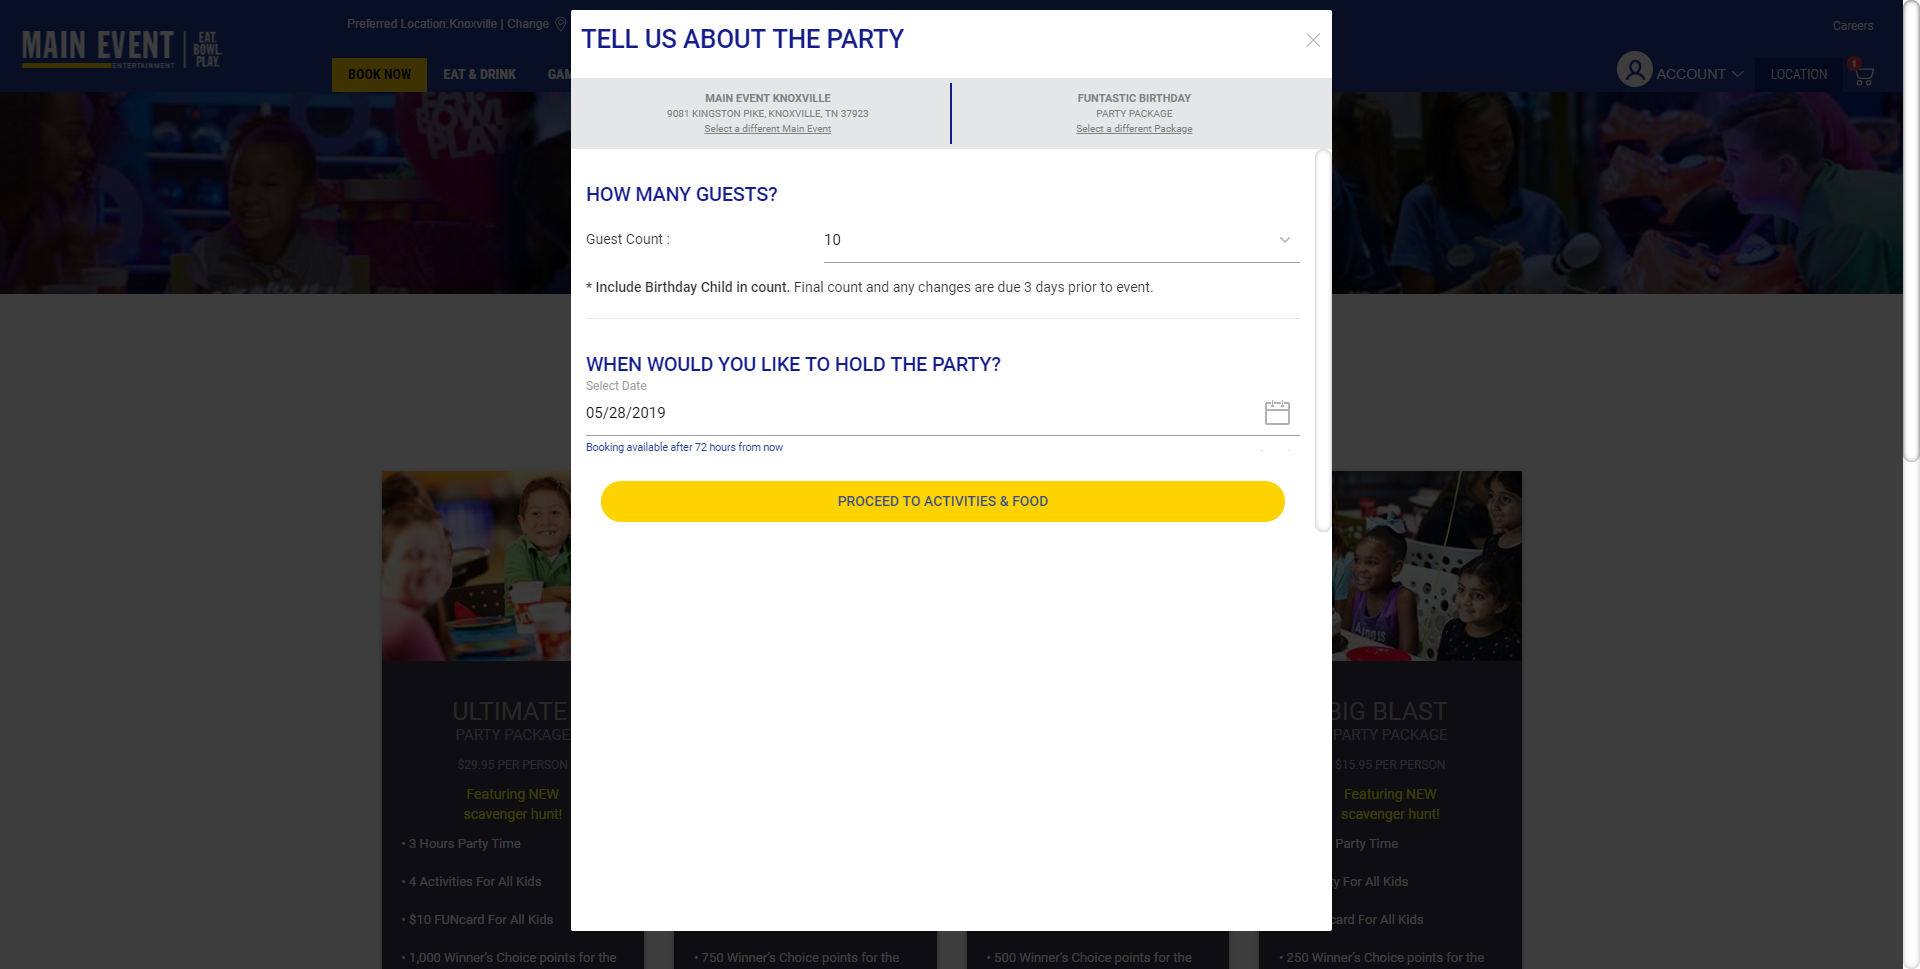 Preferred Location:Knoxville | Change
Careers
MAIN EVENT
ENTERTAINMENT
EAT.
BOWL.
PLAY.
BOOK NOW
EAT & DRINK
ACCOUNT
LOCATION
1
BOWL
PLAY
TELL US ABOUT THE PARTY
MAIN EVENT KNOXVILLE
9081 KINGSTON PIKE, KNOXVILLE, TN 37923
Select a different Main Event
FUNTASTIC BIRTHDAY
PARTY PACKAGE
Select a different Package
HOW MANY GUESTS?
Guest Count :
10
* Include Birthday Child in count. Final count and any changes are due 3 days prior to event.
WHEN WOULD YOU LIKE TO HOLD THE PARTY?
Select Date
05/28/2019
Booking available after 72 hours from now
PROCEED TO ACTIVITIES & FOOD
ULTIMATE
PARTY PACKAGE
$29.95 PER PERSON
Featuring NEW
scavenger hunt!
• 3 Hours Party Time
• 4 Activities For All Kids
• $10 FUNcard For All Kids
• 1,000 Winner's Choice points for the
• 750 Winner's Choice points for the
• 500 Winner's Choice points for the
BIG BLAST
PARTY PACKAGE
$15.95 PER PERSON
Featuring NEW
scavenger hunt!
Party Time
For All Kids
For All Kids
• 250 Winner's Choice points for the